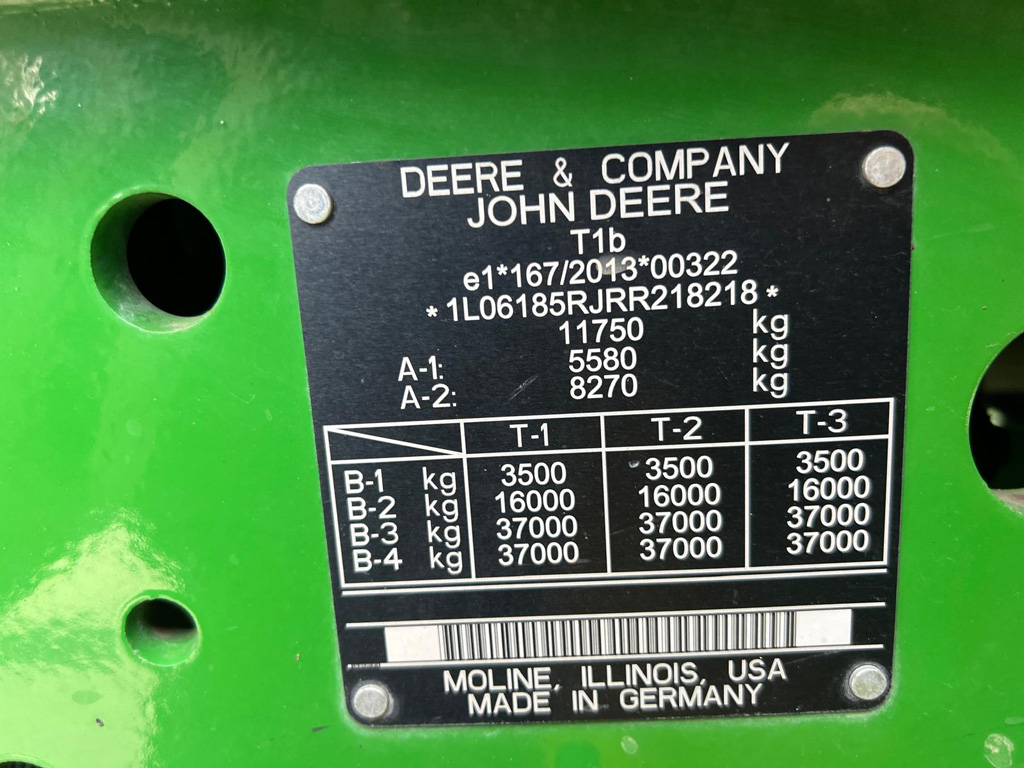 DEERE & COMPANY
JOHN DEERE
T1b
e1*167/2013*00322
*1L06185RJRR218218*
11750 kg
A-1: 5580 kg
A-2: 8270 kg
T-1 T-2 T-3
B-1 kg 3500 3500 3500
B-2 kg 16000 16000 16000
B-3 kg 37000 37000 37000
B-4 kg 37000 37000 37000
MOLINE, ILLINOIS, USA
MADE IN GERMANY